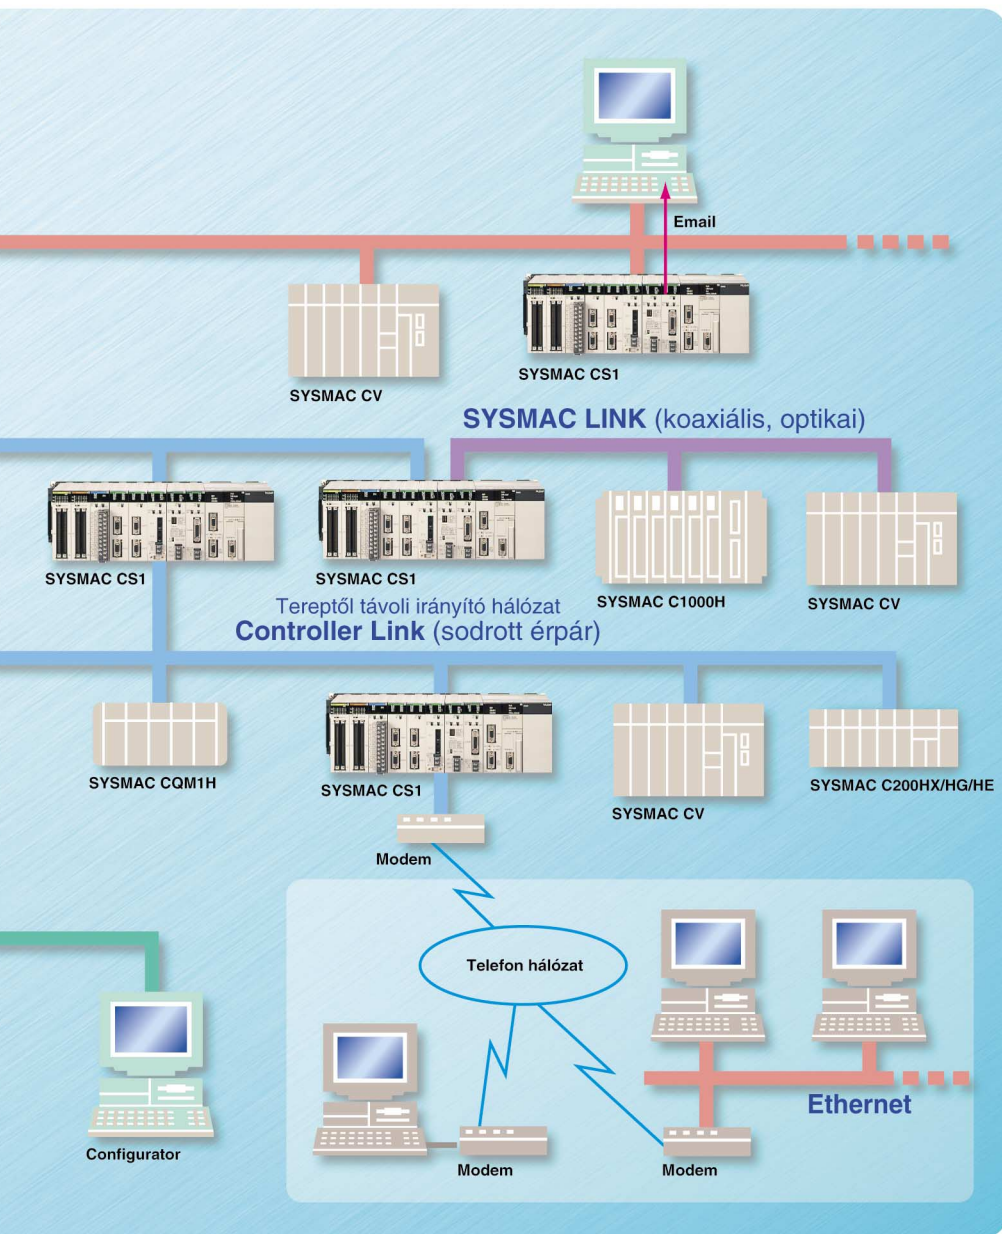 Email
SYSMAC CV
SYSMAC CS1
SYSMAC LINK (koaxiális, optikai)
SYSMAC CS1
SYSMAC CS1
SYSMAC C1000H
SYSMAC CV
Tereptől távoli irányító hálózat
Controller Link (sodrott érpár)
SYSMAC CQM1H
SYSMAC CS1
SYSMAC CV
SYSMAC C200HX/HG/HE
Modem
Telefon hálózat
Ethernet
Configurator
Modem
Modem